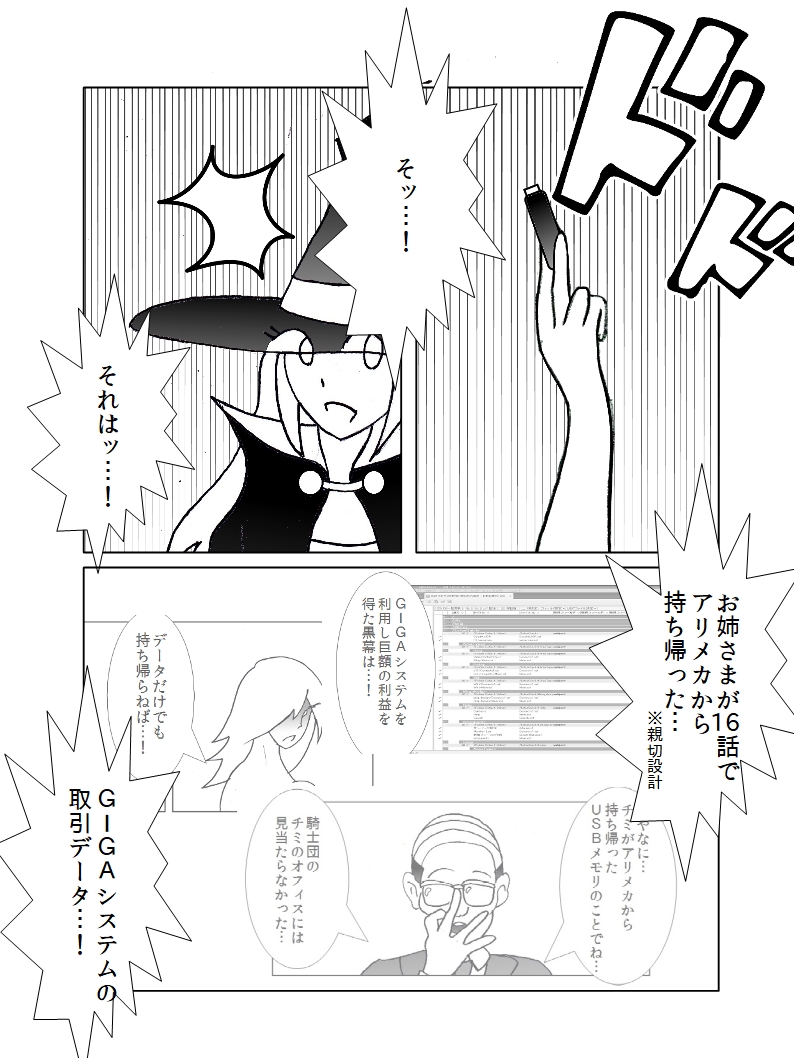 ドド
ドド
そッ…！
それはッ…！
お姉さまが16話で
アリメカから
持ち帰った…
※親切設計
GIGAシステムを
利用し巨額の利益を
得た黒幕は…！
データだけでも
持ち帰らねば…！
やなに…
チミがアリメカから
持ち帰った
USBメモリのことでね…
騎士団の
チミのオフィスには
見当たらなかった…
GIGAシステムの
取引データ…！